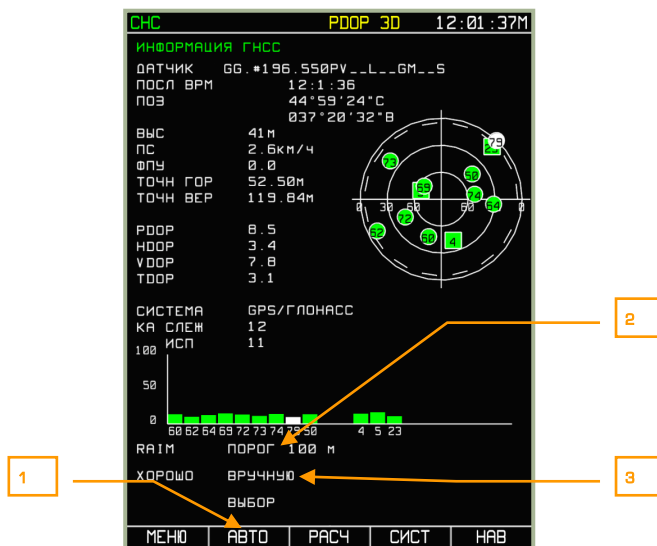 СНС PDOP 3D 12:01:37М
ИНФОРМАЦИЯ ГНСС
ДАТЧИК GG.#196.550PV__L__GM__S
ПОСЛ ВРМ 12:1:36
ПОЗ 44°59'24"С
037°20'32"В
ВЫС 41М
ПС 2.6КМ/Ч
ФПУ 0.0
ТОЧН ГОР 52.50М
ТОЧН ВЕР 119.84М
PDOP 8.5
HDOP 3.4
VDOP 7.8
TDOP 3.1
79
73
50
69
74
64
72
62
60
4
0 30 60 60 0
СИСТЕМА GPS/ГЛОНАСС
КА СЛЕЖ 12
ИСП 11
100
50
0
60 62 64 69 72 73 74 79 50 4 5 23
RAIM ПОРОГ 100 М
ХОРОШО ВРУЧНУЮ
ВЫБОР
МЕНЮ АВТО РАСЧ СИСТ НАВ
1
2
3